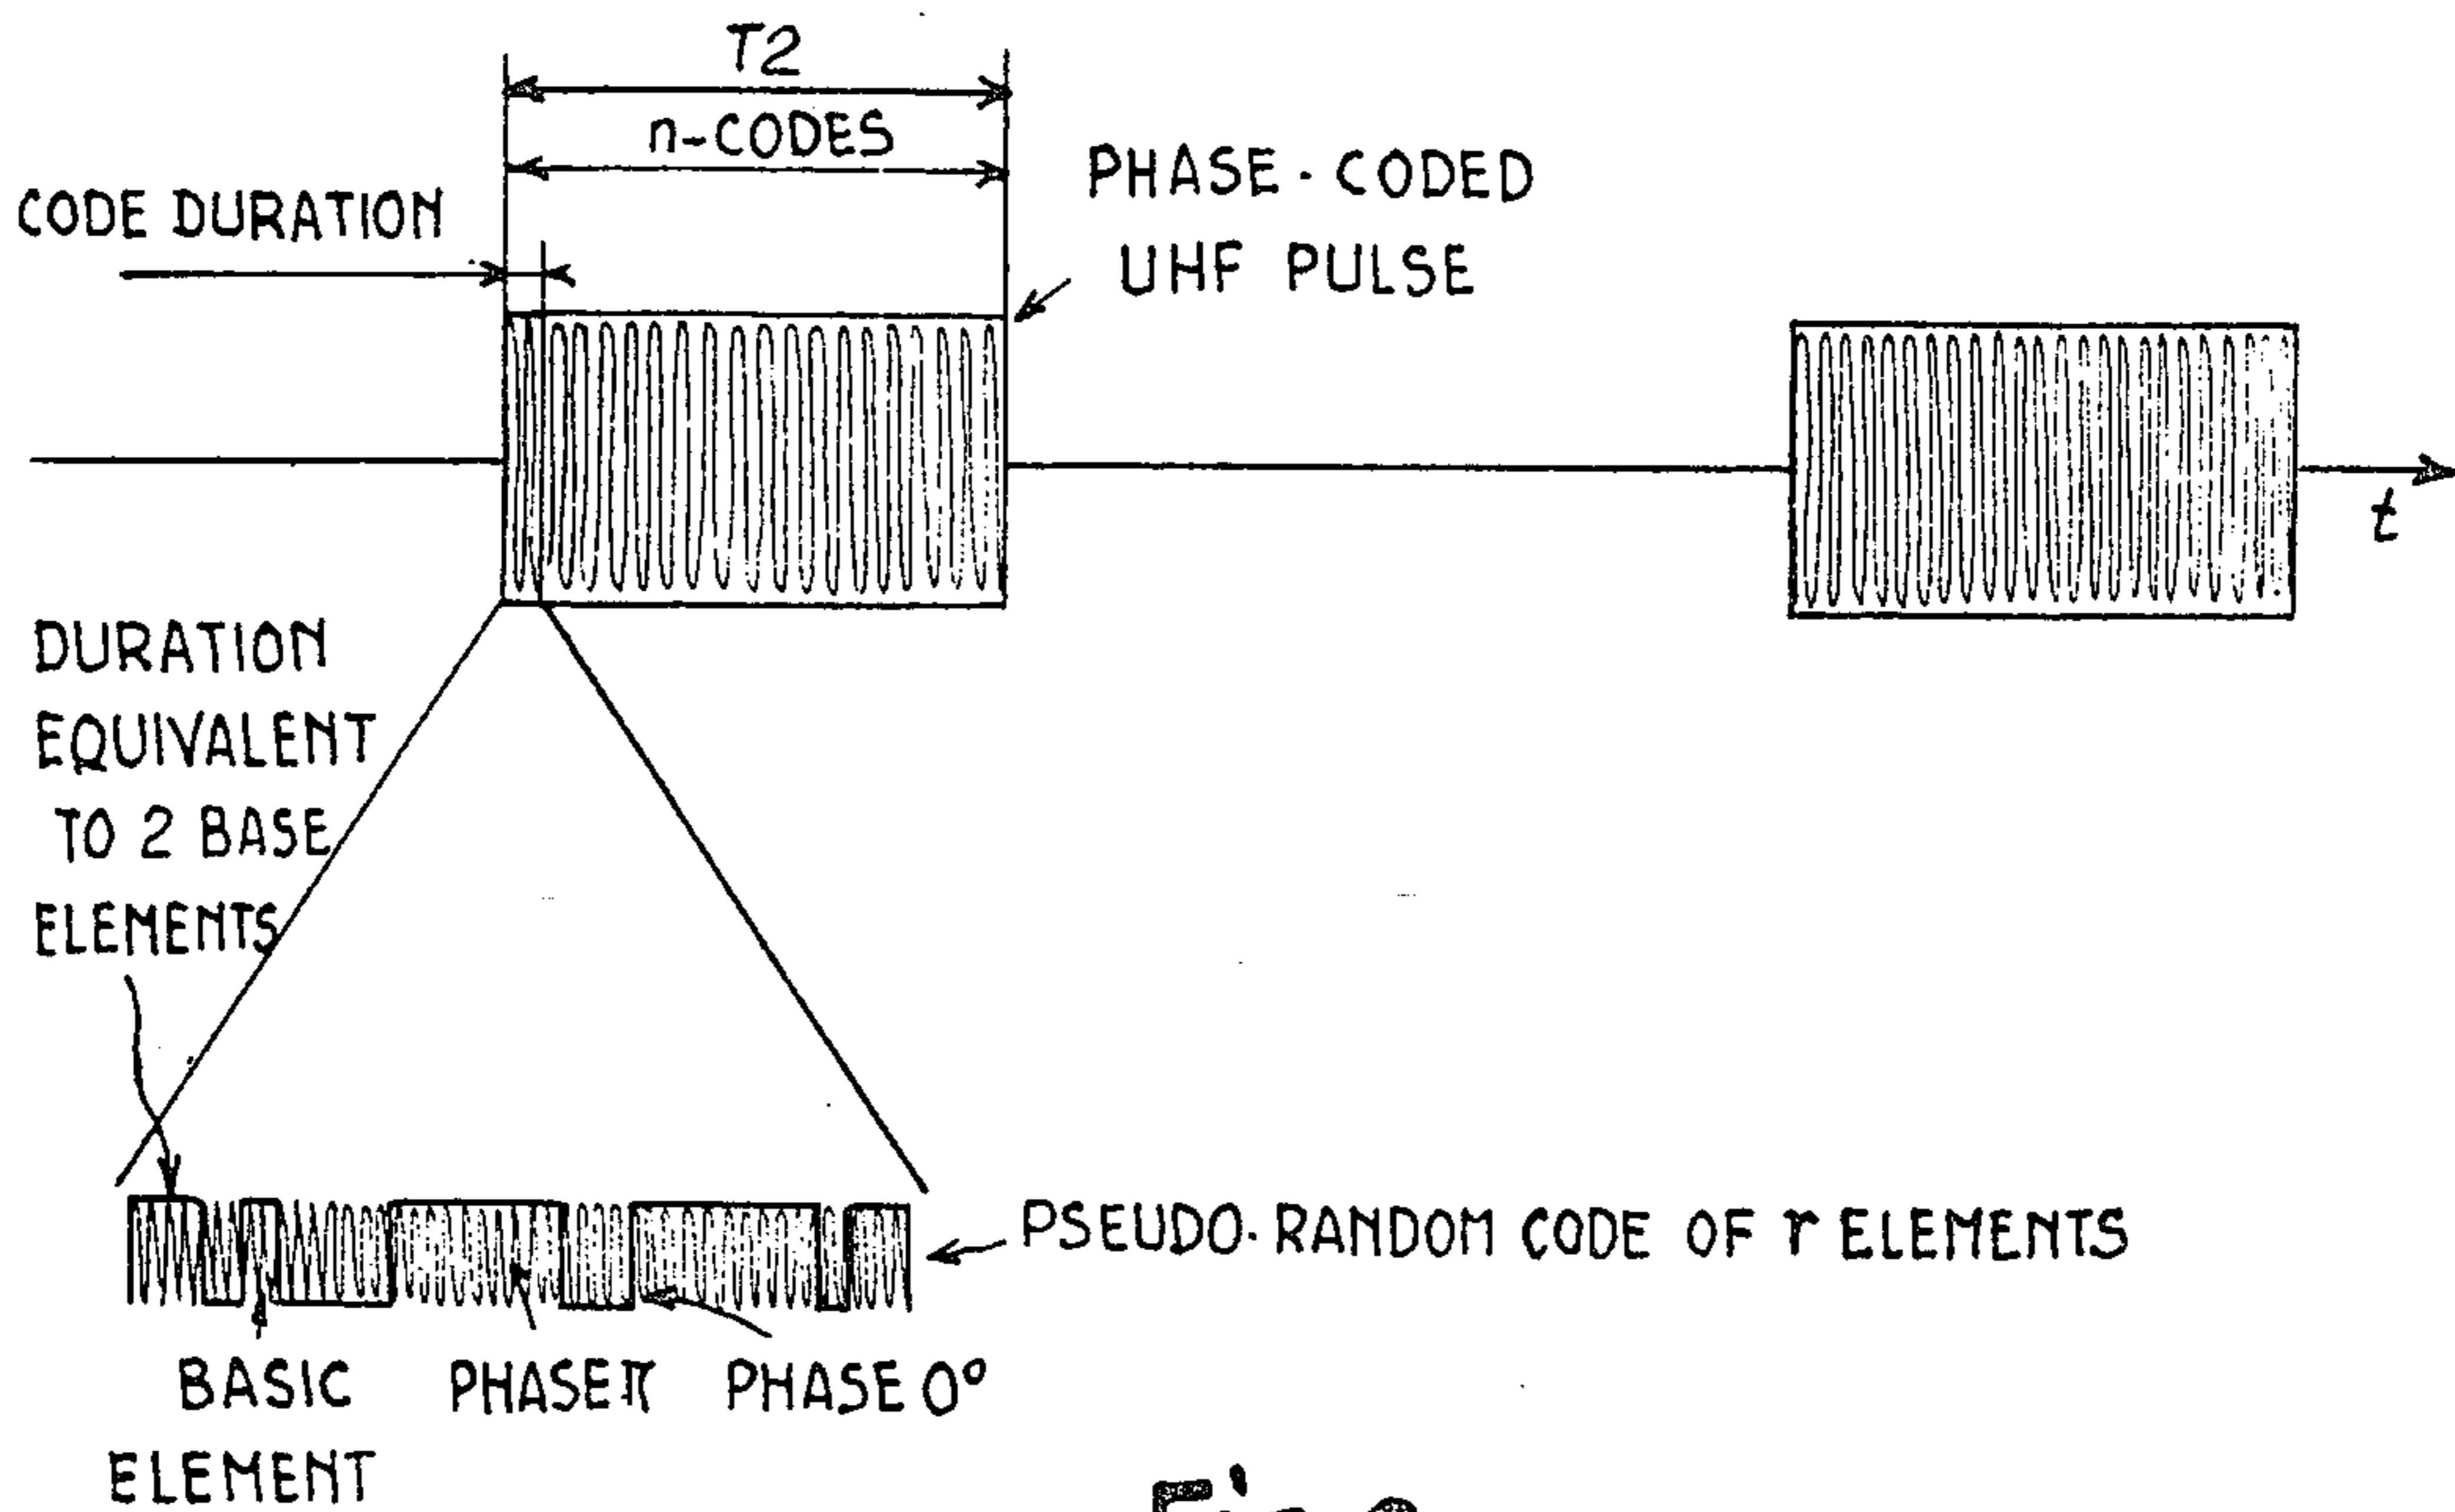 T2
n-CODES
CODE DURATION
PHASE-CODED
UHF PULSE
t
DURATION
EQUIVALENT
TO 2 BASE
ELEMENTS
PSEUDO-RANDOM CODE OF r ELEMENTS
BASIC
ELEMENT
PHASE π
PHASE 0°